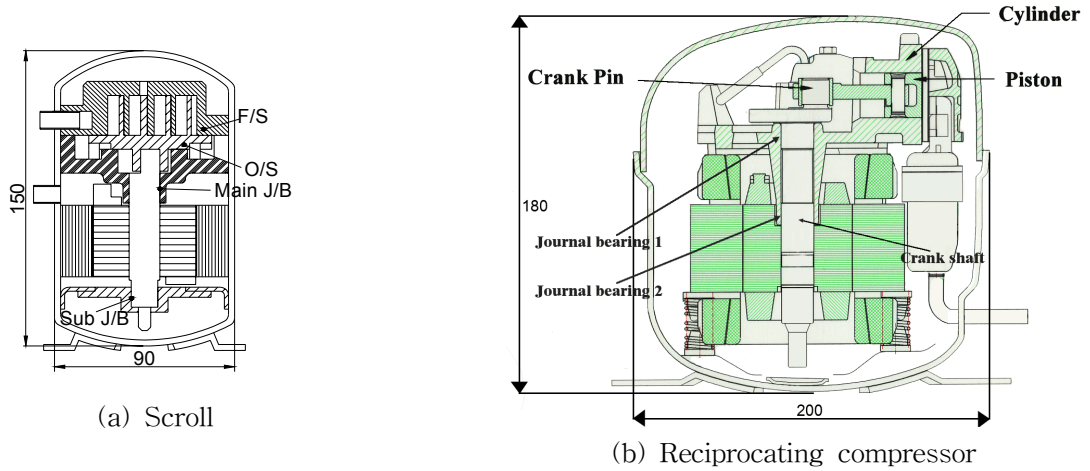 150
F/S
O/S
Main J/B
Sub J/B
90
(a) Scroll
Cylinder
Crank Pin
Piston
180
Journal bearing 1
Crank shaft
Journal bearing 2
200
(b) Reciprocating compressor